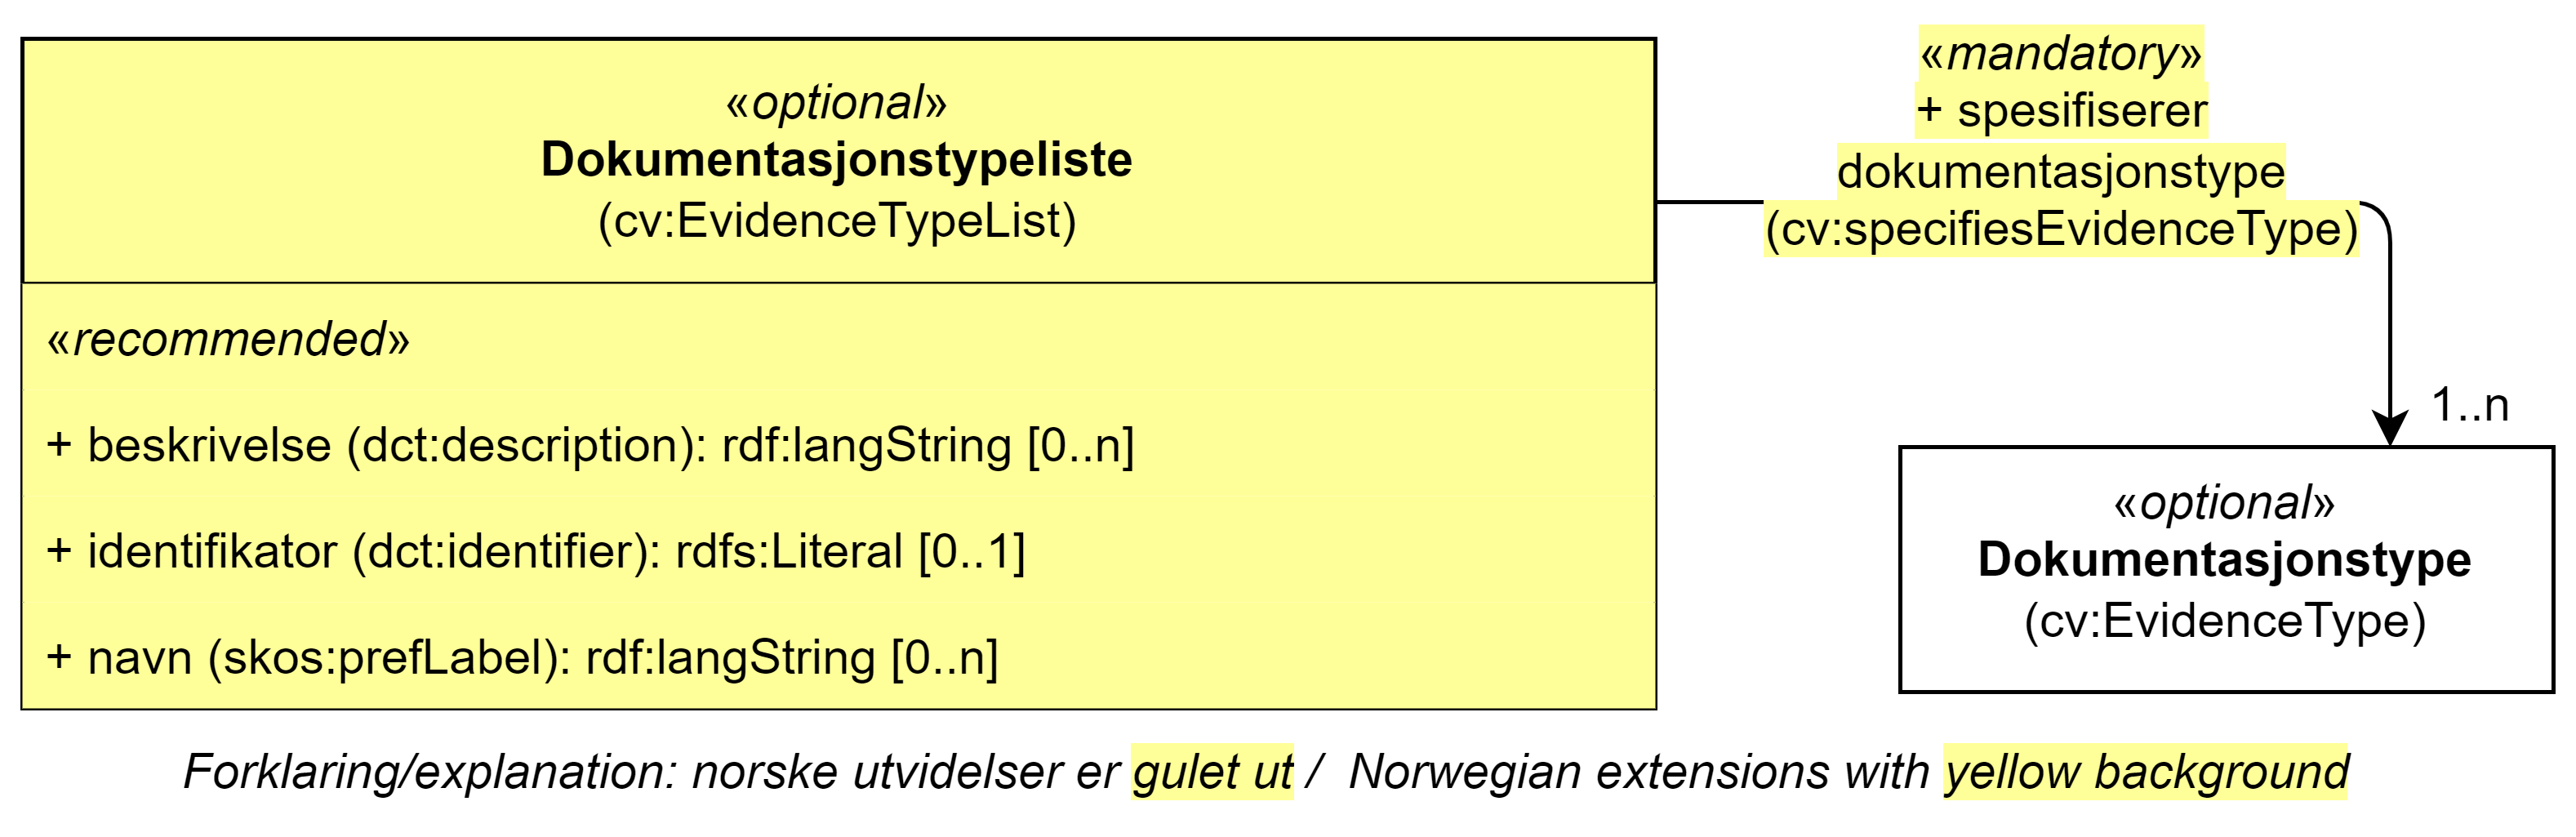 «optional»
Dokumentasjonstypeliste
(cv:EvidenceTypeList)
«recommended»
+ beskrivelse (dct:description): rdf:langString [0..n]
+ identifikator (dct:identifier): rdfs:Literal [0..1]
+ navn (skos:prefLabel): rdf:langString [0..n]
«mandatory»
+ spesifiserer
dokumentasjonstype
(cv:specifiesEvidenceType)
1..n
«optional»
Dokumentasjonstype
(cv:EvidenceType)
Forklaring/explanation: norske utvidelser er gulet ut / Norwegian extensions with yellow background